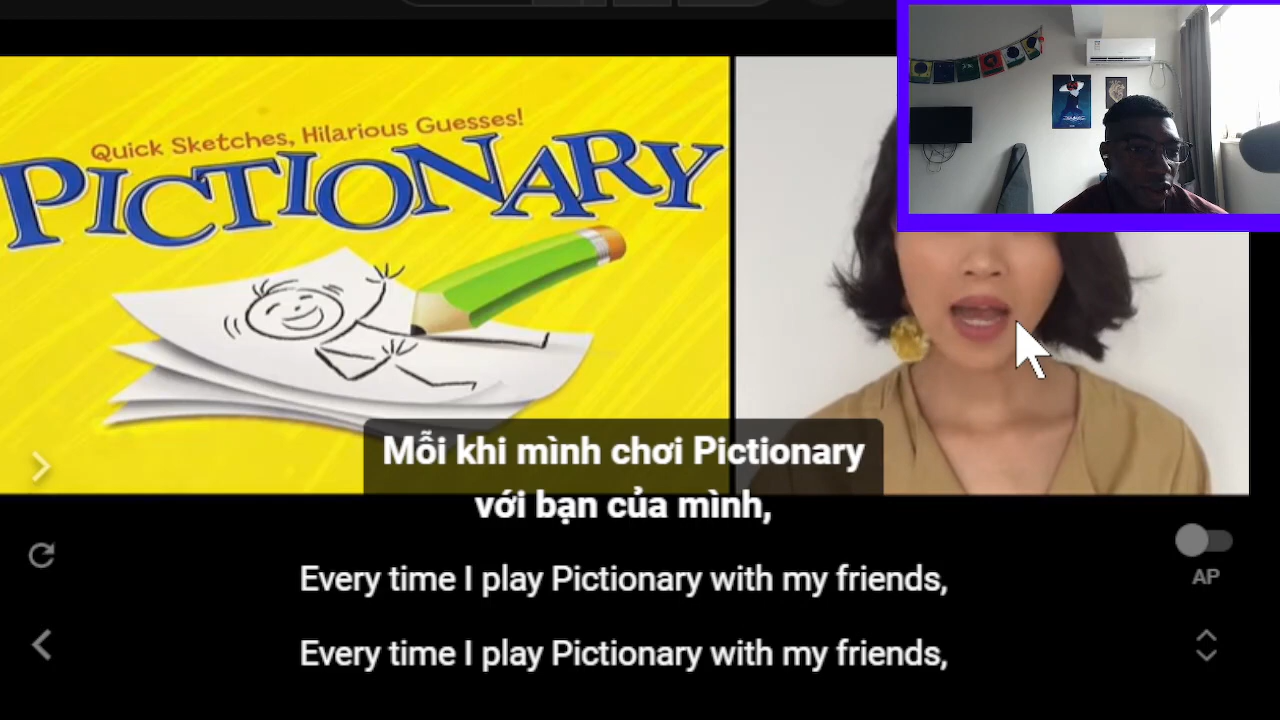 Quick Sketches, Hilarious Guesses!
PICTIONARY
Mỗi khi mình chơi Pictionary
với bạn của mình,
Every time I play Pictionary with my friends,
AP
Every time I play Pictionary with my friends,